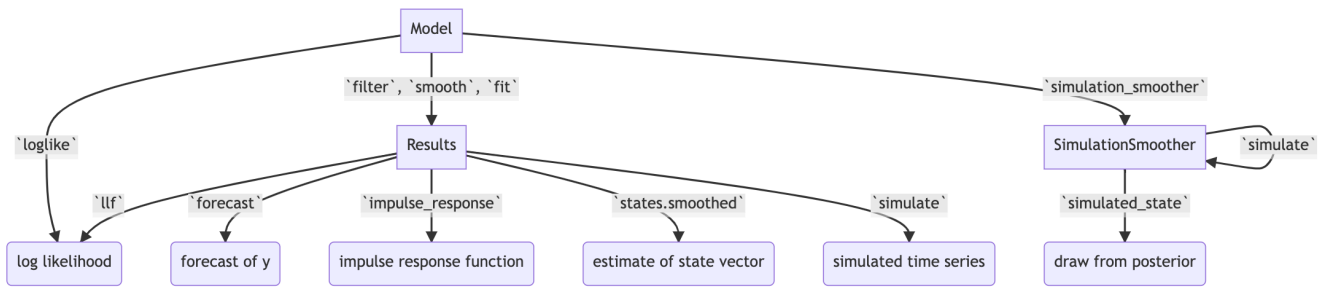 Model
`filter`, `smooth`, `fit`
`simulation_smoother`
`loglike`
Results
SimulationSmoother
`simulate`
`llf`
`forecast`
`impulse_response`
`states.smoothed`
`simulate`
`simulated_state`
log likelihood
forecast of y
impulse response function
estimate of state vector
simulated time series
draw from posterior